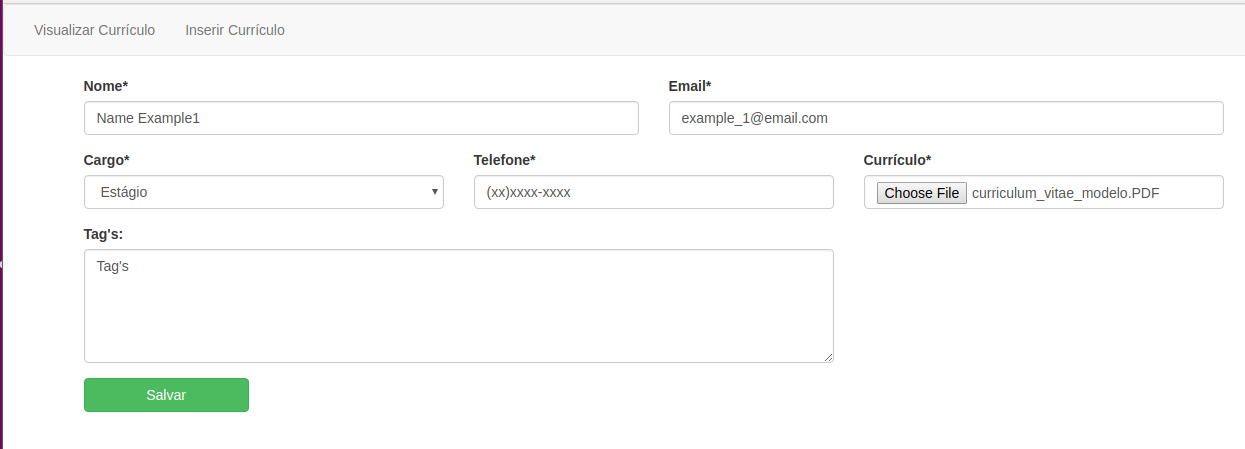 Visualizar Currículo Inserir Currículo
Nome* Email*
Name Example1 example_1@email.com
Cargo* Telefone* Currículo*
Estágio (xx)xxxx-xxxx Choose File curriculum_vitae_modelo.PDF
Tag's:
Tag's
Salvar